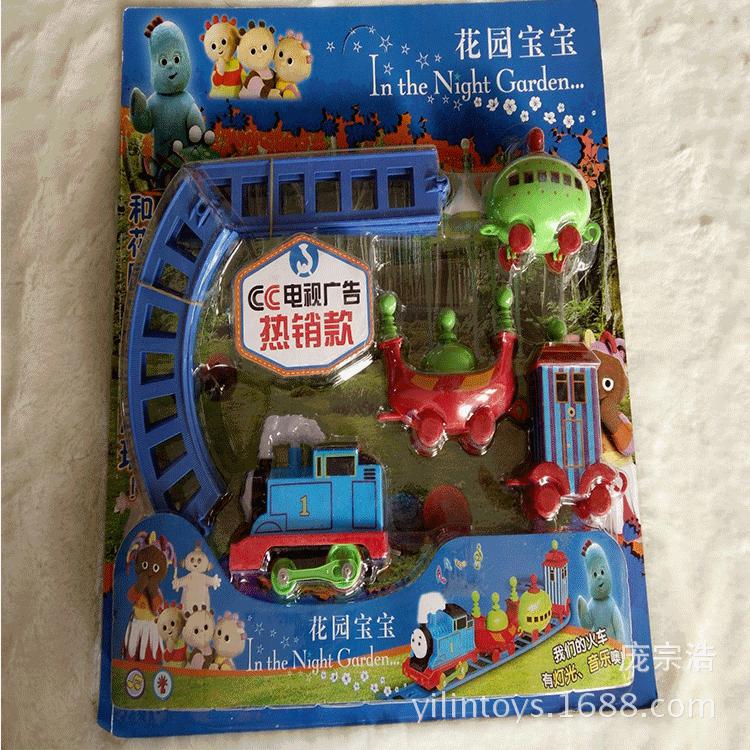 花园宝宝
In the Night Garden...
和花
CC电视广告
热销款
1
花园宝宝
In the Night Garden...
我们的火车
有灯光、音乐噢
庞宗浩
yilintoys.1688.com